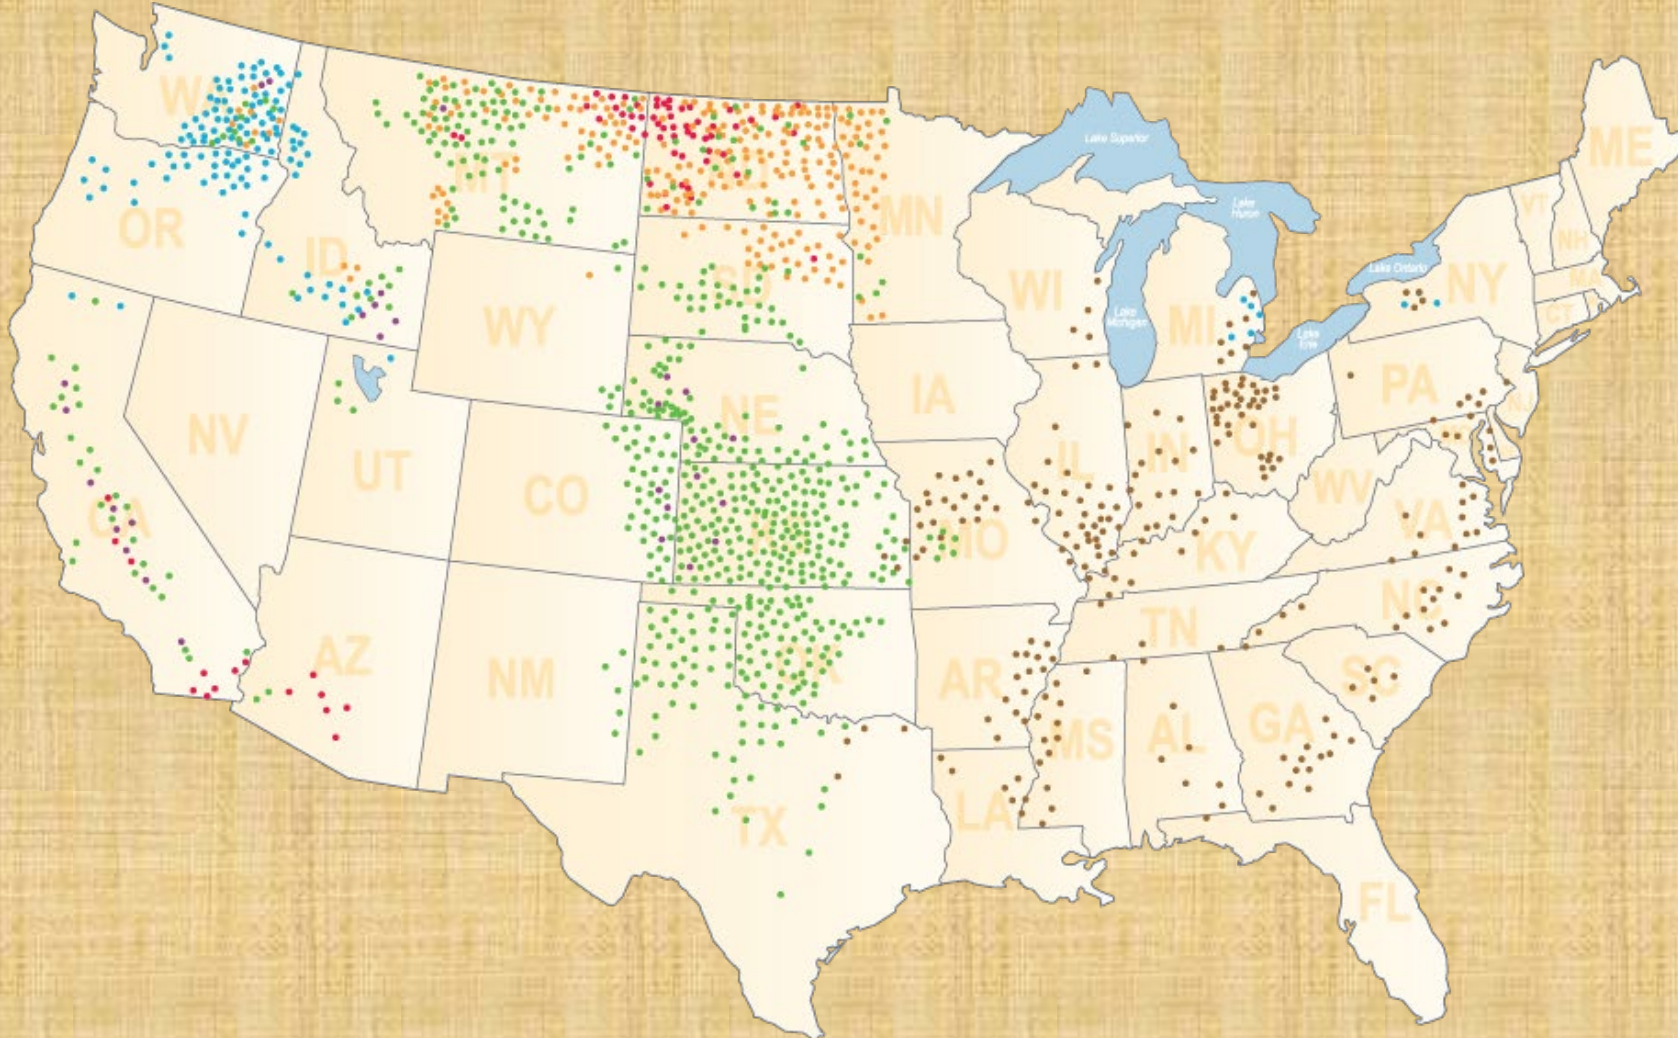 WA
MT
ND
MN
OR
ID
SD
WY
WI
MI
NY
VT
NH
ME
MA
CT
Lake Superior
Lake
Huron
Lake Ontario
Lake
Michigan
Lake
Erie
IA
NE
PA
NJ
NV
UT
CO
KS
MO
IL
IN
OH
WV
VA
KY
CA
AZ
NM
OK
AR
TN
NC
SC
TX
LA
MS
AL
GA
FL